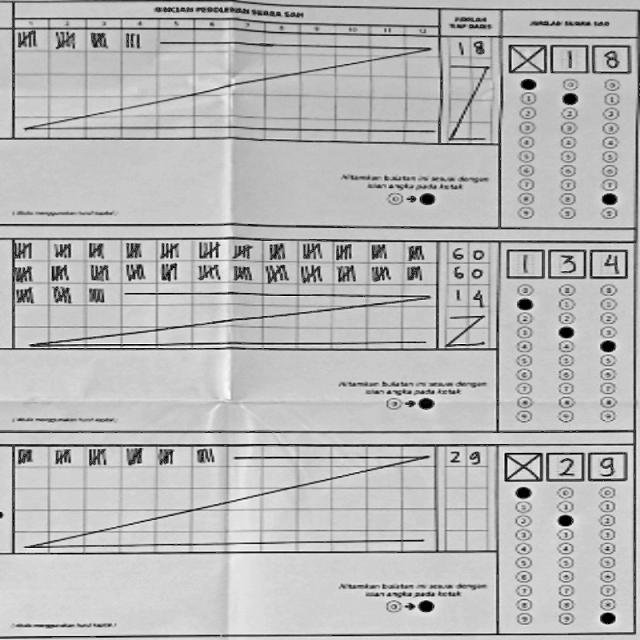 RINCIAN PEROLEHAN SUARA SAH
JUMLAH
TIAP BARIS
JUMLAH SUARA SAH
1 2 3 4 5 6 7 8 9 10 11 12
18
X 1 8
Hitamkan bulatan ini sesuai dengan
isian angka pada kotak
0 → ●
(ditulis menggunakan huruf kapital)
60
60
14
1 3 4
Hitamkan bulatan ini sesuai dengan
isian angka pada kotak
0 → ●
(ditulis menggunakan huruf kapital)
29
X 2 9
Hitamkan bulatan ini sesuai dengan
isian angka pada kotak
0 → ●
(ditulis menggunakan huruf kapital)